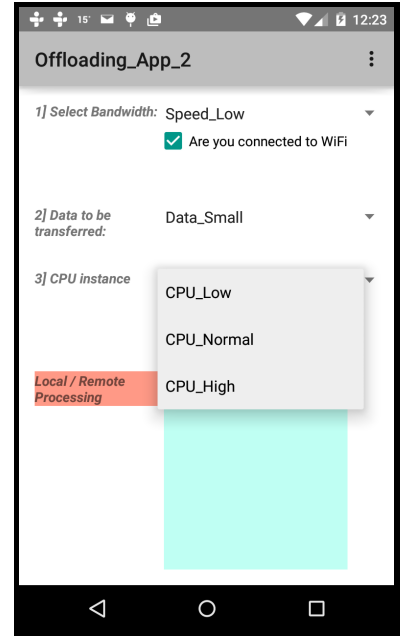 15° 12:23
Offloading_App_2
1] Select Bandwidth: Speed_Low
Are you connected to WiFi
2] Data to be
transferred:
Data_Small
3] CPU instance
CPU_Low
CPU_Normal
CPU_High
Local / Remote
Processing